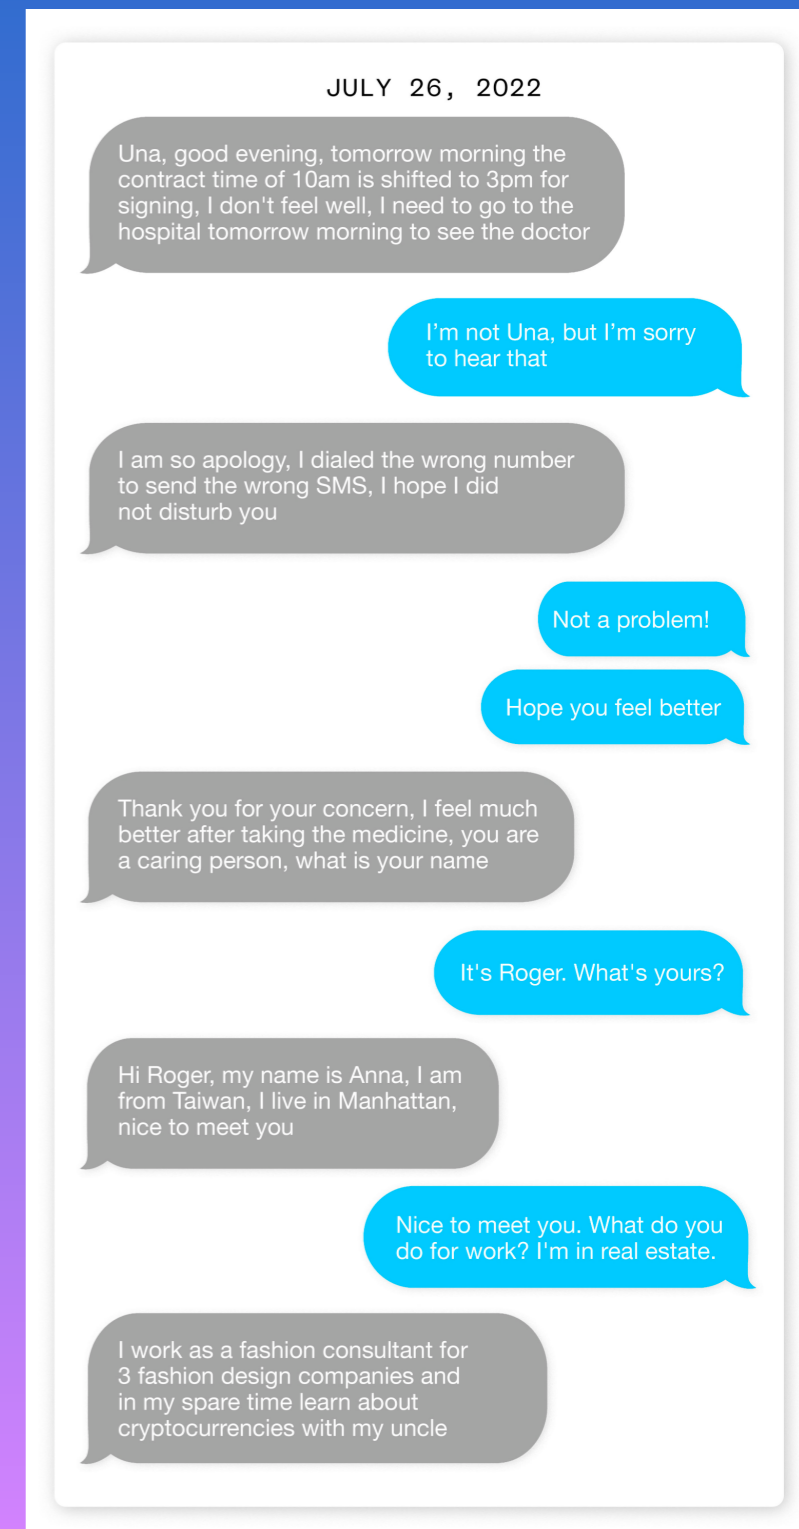 JULY 26, 2022
Una, good evening, tomorrow morning the
contract time of 10am is shifted to 3pm for
signing, I don't feel well, I need to go to the
hospital tomorrow morning to see the doctor
I’m not Una, but I’m sorry
to hear that
I am so apology, I dialed the wrong number
to send the wrong SMS, I hope I did
not disturb you
Not a problem!
Hope you feel better
Thank you for your concern, I feel much
better after taking the medicine, you are
a caring person, what is your name
It's Roger. What's yours?
Hi Roger, my name is Anna, I am
from Taiwan, I live in Manhattan,
nice to meet you
Nice to meet you. What do you
do for work? I'm in real estate.
I work as a fashion consultant for
3 fashion design companies and
in my spare time learn about
cryptocurrencies with my uncle